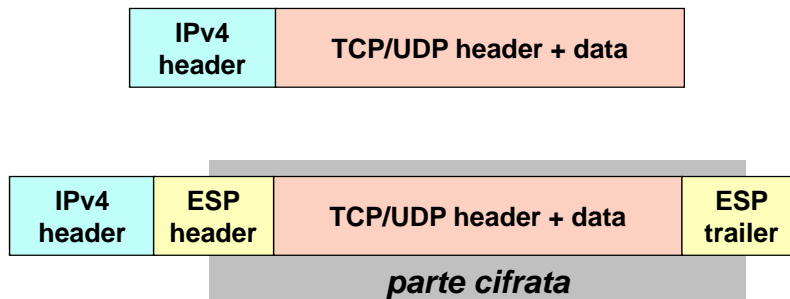 IPv4
header
TCP/UDP header + data
IPv4
header
ESP
header
TCP/UDP header + data
ESP
trailer
parte cifrata